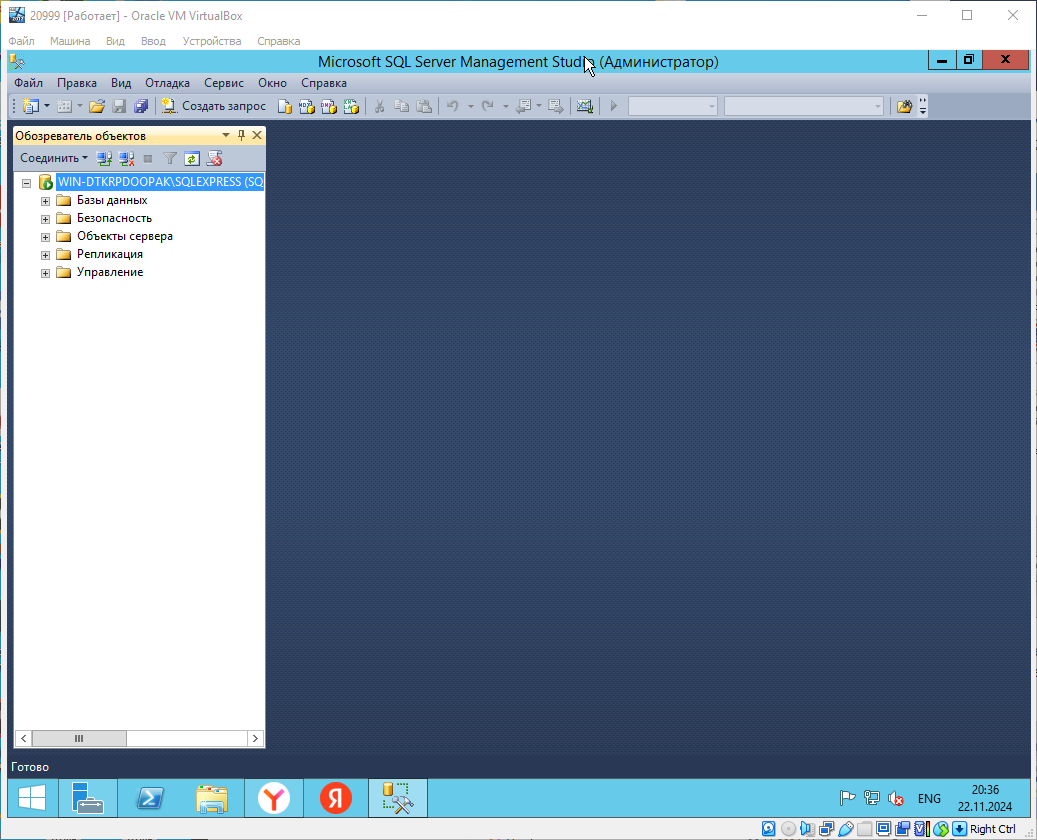 20999 [Работает] - Oracle VM VirtualBox
Файл Машина Вид Ввод Устройства Справка
Microsoft SQL Server Management Studio (Администратор)
Файл Правка Вид Отладка Сервис Окно Справка
Создать запрос
Обозреватель объектов
Соединить
WIN-DTKRPDOOPAK\SQLEXPRESS (SQ
Базы данных
Безопасность
Объекты сервера
Репликация
Управление
Готово
ENG
20:36
22.11.2024
Right Ctrl